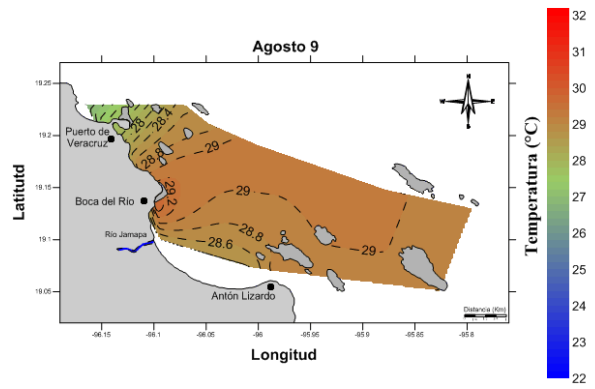 Agosto 9
32
31
30
29
28
27
26
25
24
23
22
Temperatura (°C)
N
W
E
S
19.25
19.2
19.15
19.1
19.05
Latitutd
28
28.4
28.8
29
29.2
29
28.8
28.6
29
Puerto de
Veracruz
Boca del Río
Río Jamapa
Antón Lizardo
Distancia (Km)
-96.15
-96.1
-96.05
-96
-95.95
-95.9
-95.85
-95.8
Longitud